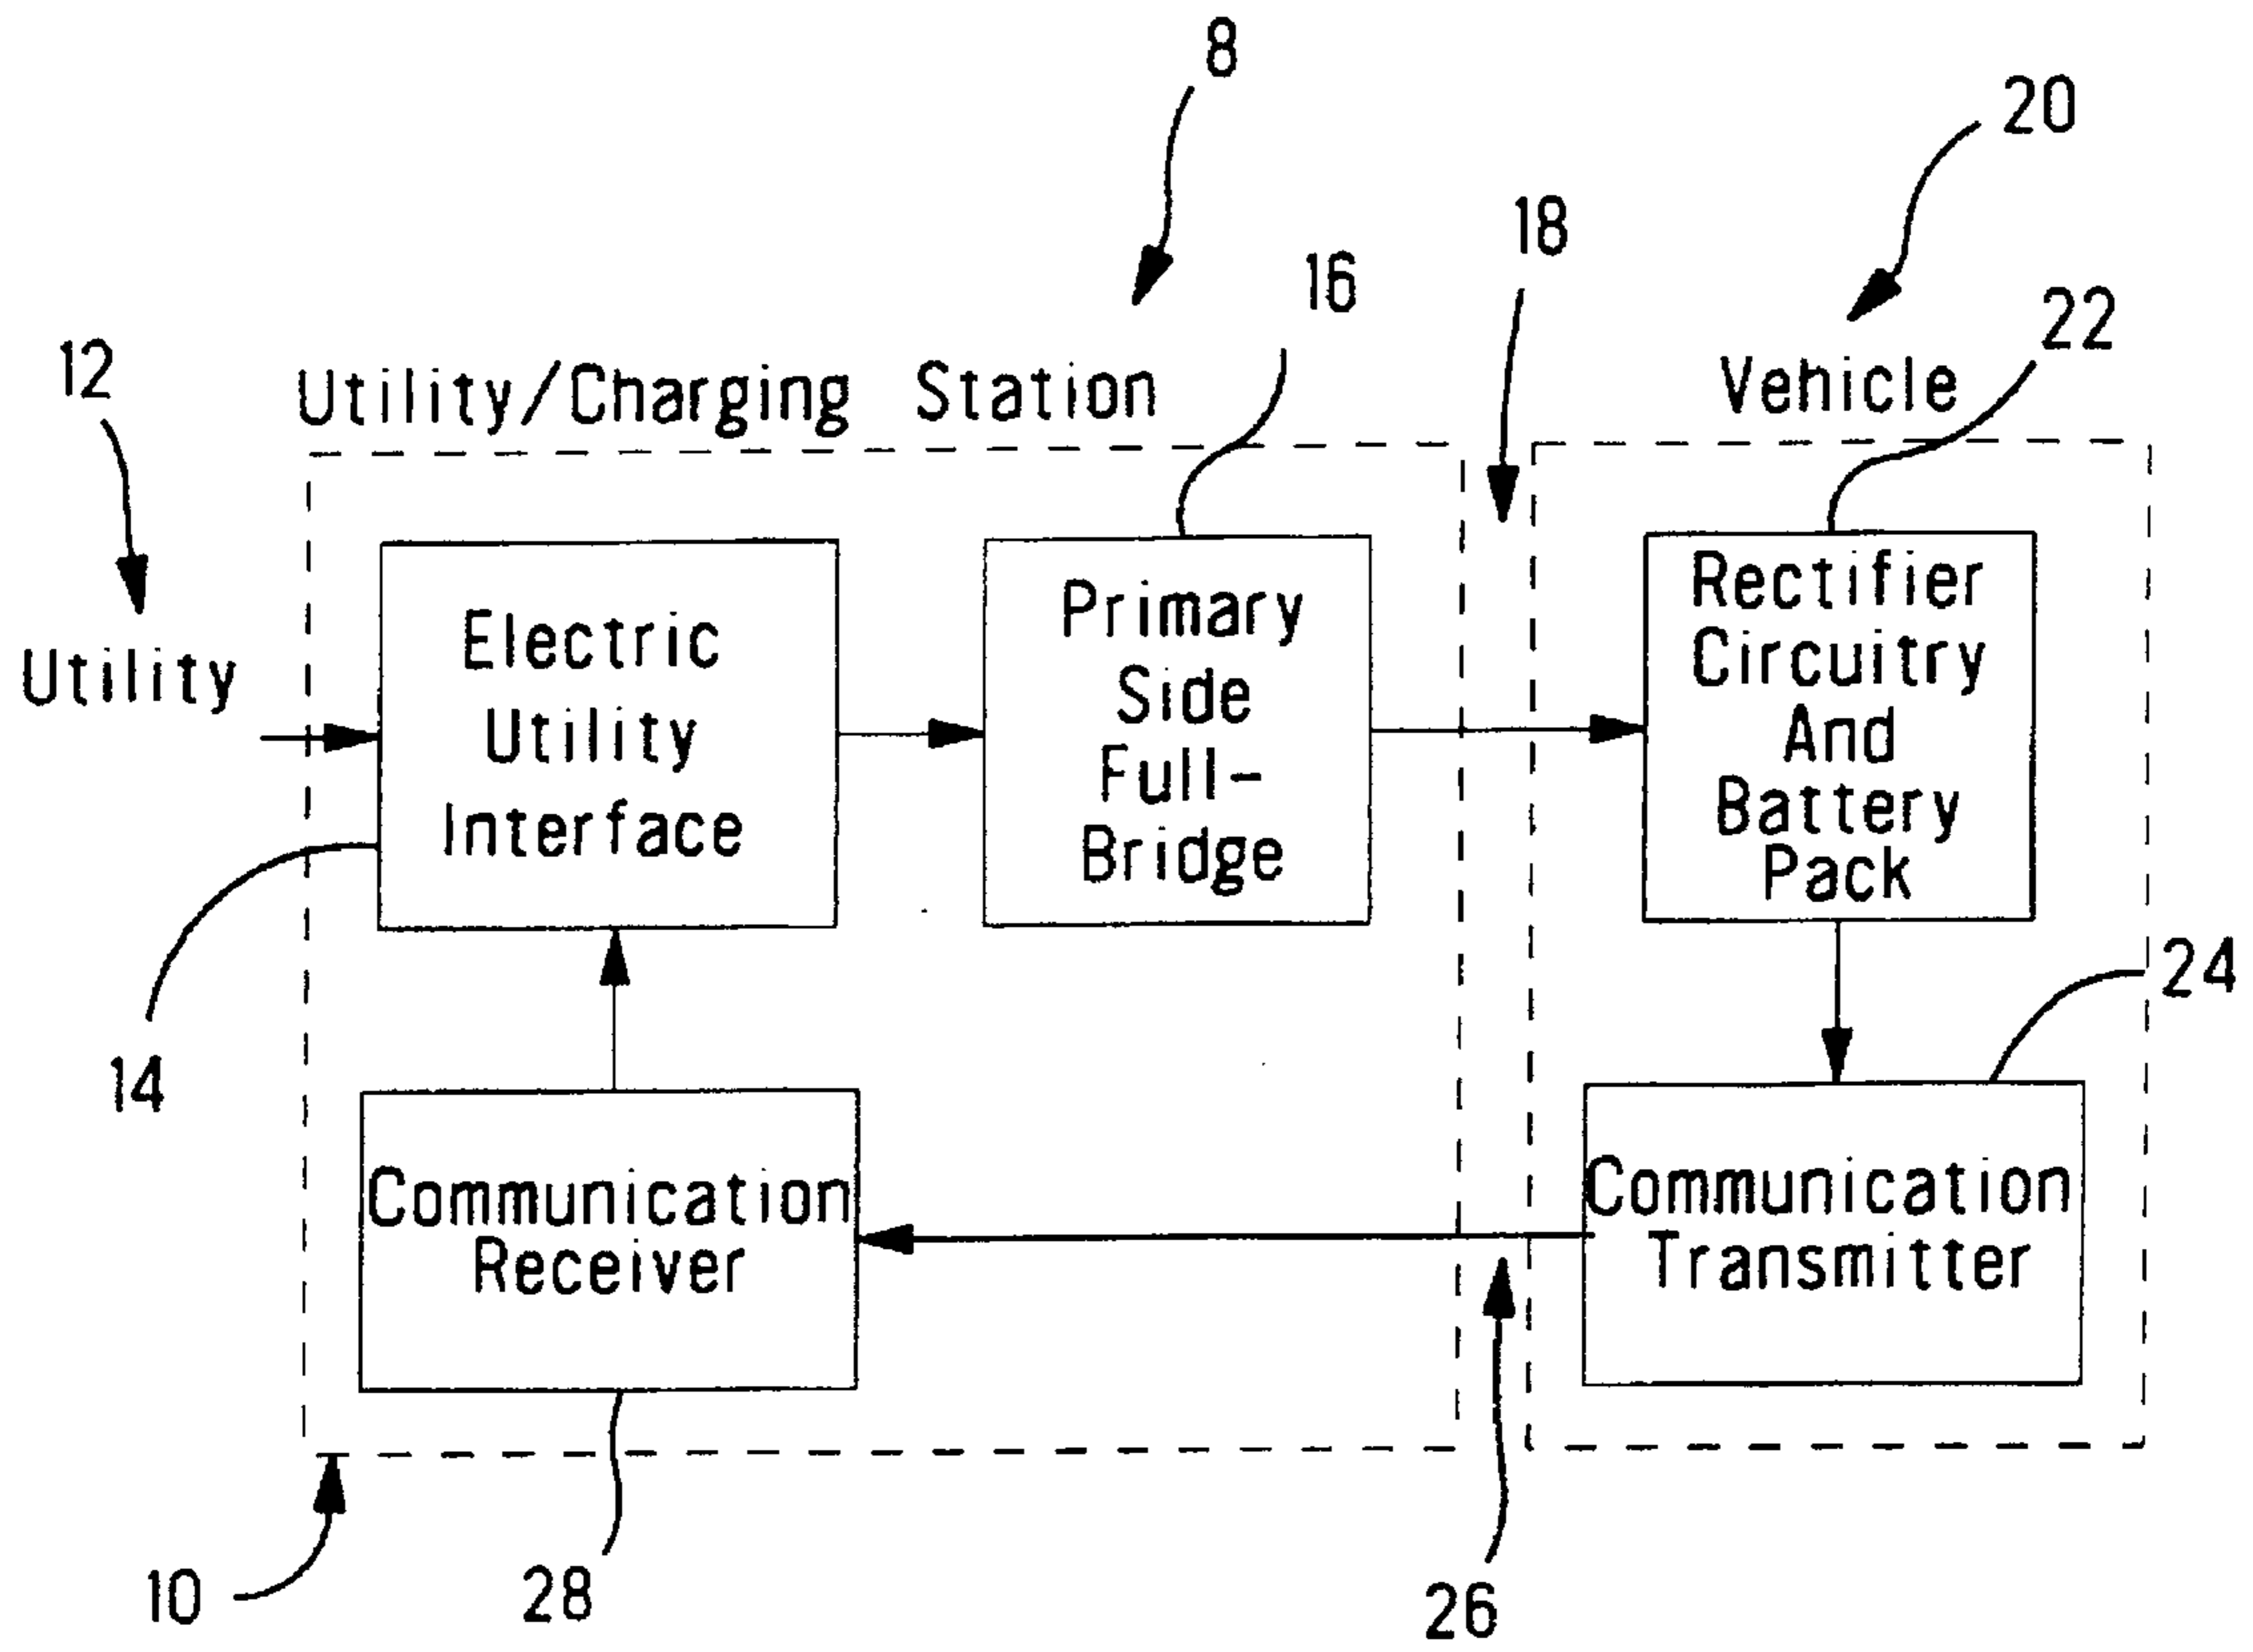 8
20
18
16
22
12
Utility/Charging Station
Vehicle
Utility
Electric
Utility
Interface
Primary
Side
Full-
Bridge
Rectifier
Circuitry
And
Battery
Pack
14
24
Communication
Receiver
Communication
Transmitter
10
28
26